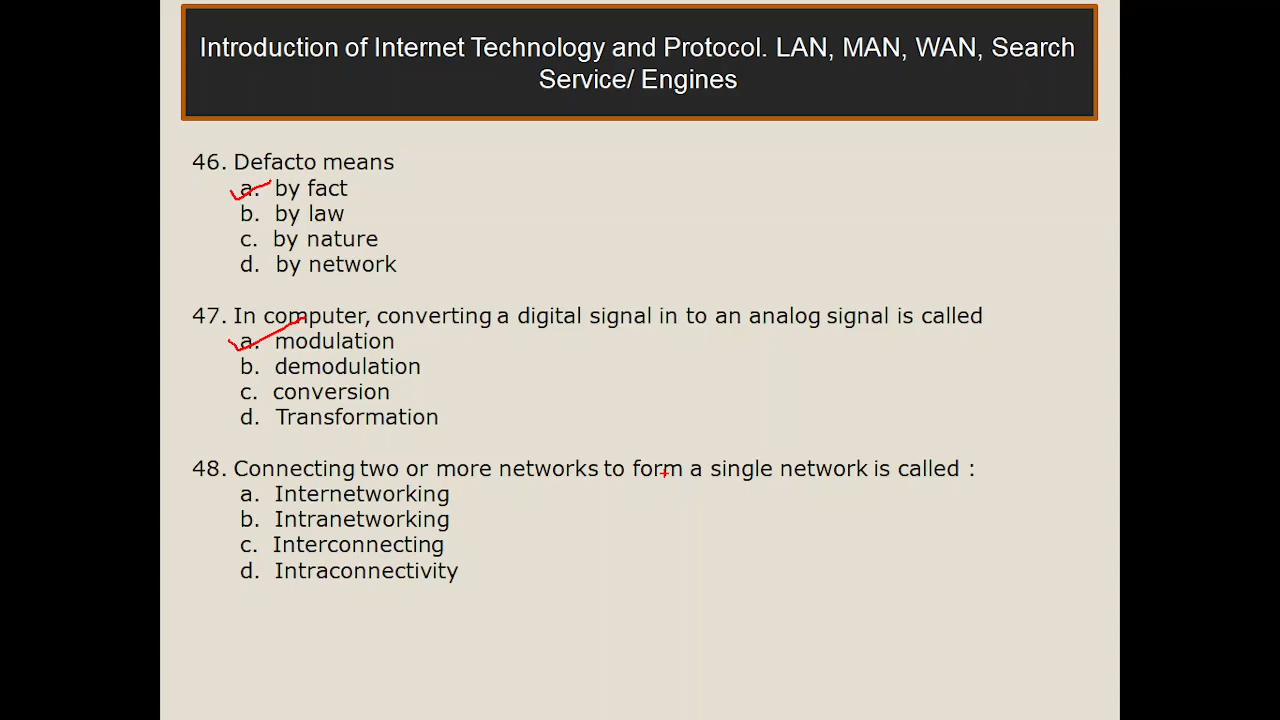 Introduction of Internet Technology and Protocol. LAN, MAN, WAN, Search
Service/ Engines
46. Defacto means
a. by fact
b. by law
c. by nature
d. by network
47. In computer, converting a digital signal in to an analog signal is called
a. modulation
b. demodulation
c. conversion
d. Transformation
48. Connecting two or more networks to form a single network is called :
a. Internetworking
b. Intranetworking
c. Interconnecting
d. Intraconnectivity